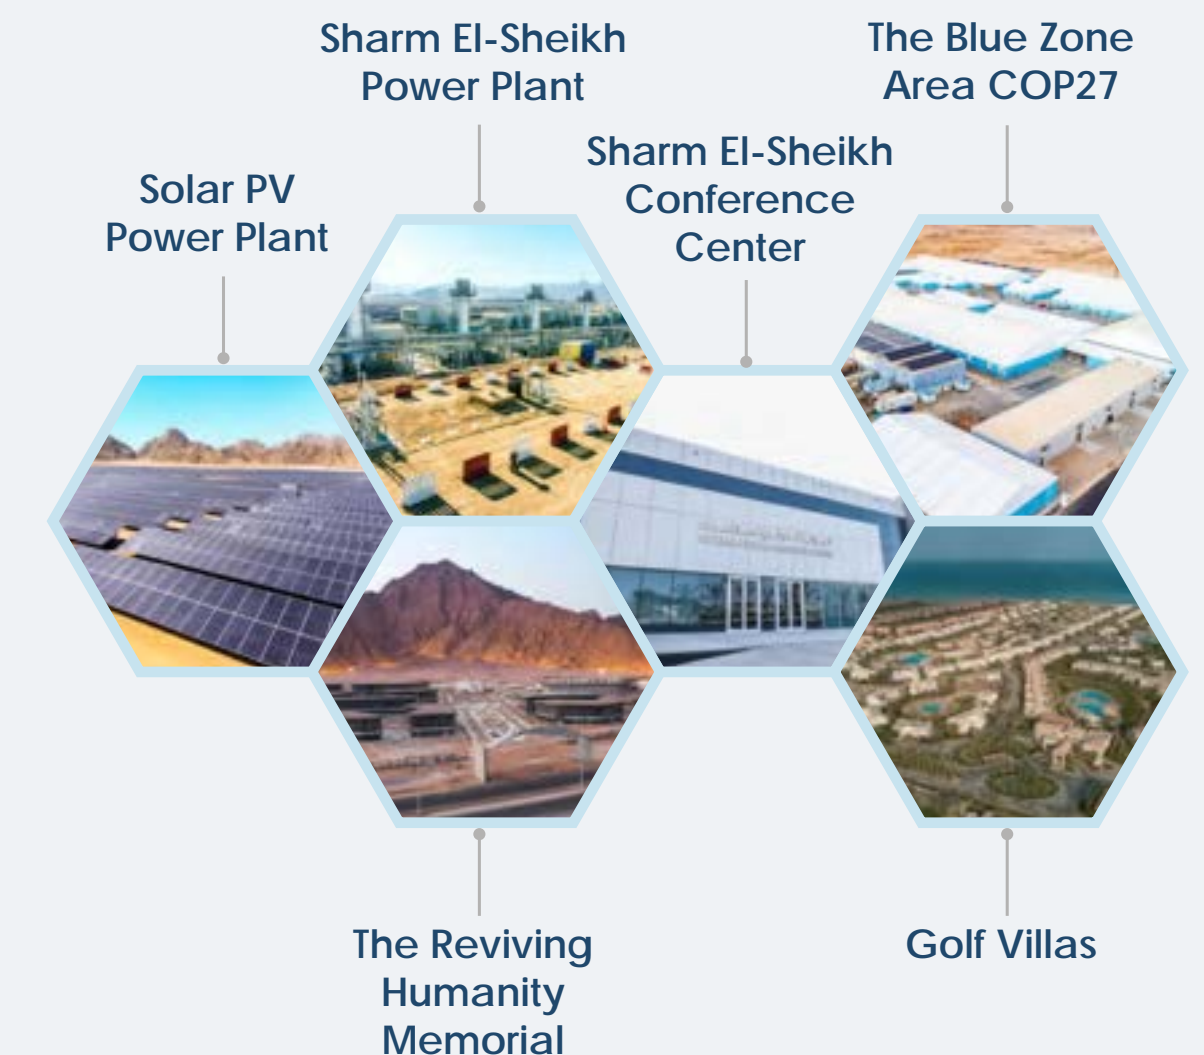 Sharm El-Sheikh
Power Plant
The Blue Zone
Area COP27
Sharm El-Sheikh
Conference
Center
Solar PV
Power Plant
The Reviving
Humanity
Memorial
Golf Villas